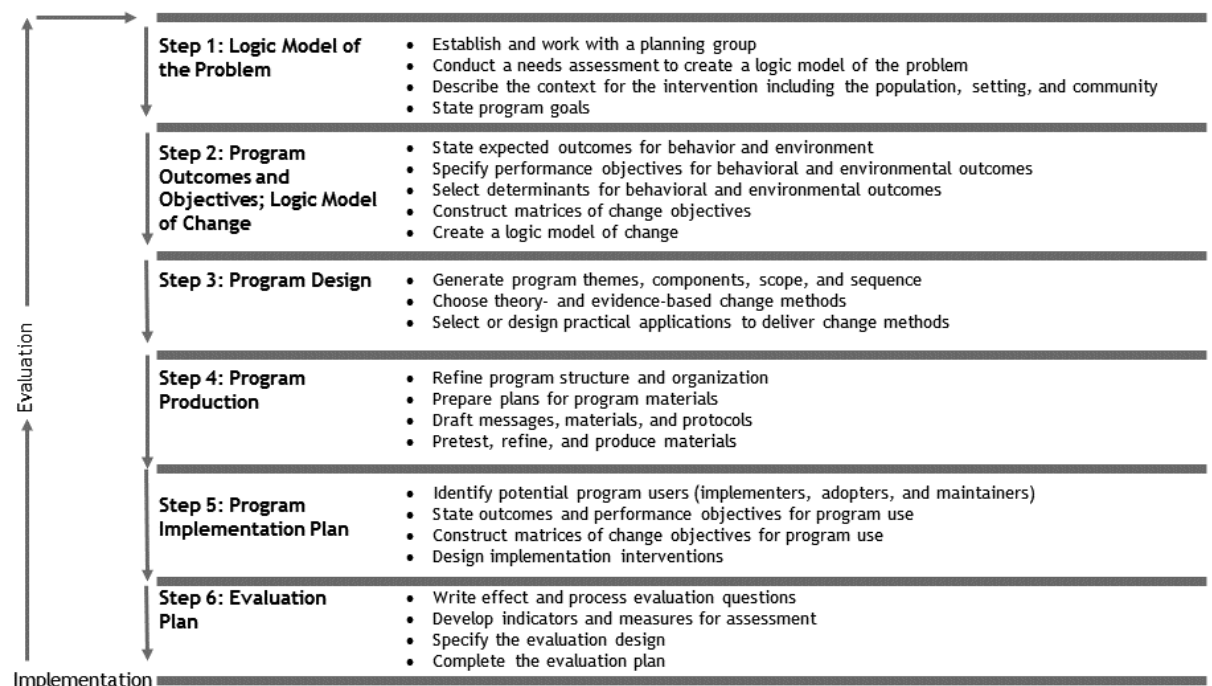 Step 1: Logic Model of
the Problem
• Establish and work with a planning group
• Conduct a needs assessment to create a logic model of the problem
• Describe the context for the intervention including the population, setting, and community
• State program goals
Step 2: Program
Outcomes and
Objectives; Logic Model
of Change
• State expected outcomes for behavior and environment
• Specify performance objectives for behavioral and environmental outcomes
• Select determinants for behavioral and environmental outcomes
• Construct matrices of change objectives
• Create a logic model of change
Step 3: Program Design
• Generate program themes, components, scope, and sequence
• Choose theory- and evidence-based change methods
• Select or design practical applications to deliver change methods
Step 4: Program
Production
• Refine program structure and organization
• Prepare plans for program materials
• Draft messages, materials, and protocols
• Pretest, refine, and produce materials
Step 5: Program
Implementation Plan
• Identify potential program users (implementers, adopters, and maintainers)
• State outcomes and performance objectives for program use
• Construct matrices of change objectives for program use
• Design implementation interventions
Step 6: Evaluation
Plan
• Write effect and process evaluation questions
• Develop indicators and measures for assessment
• Specify the evaluation design
• Complete the evaluation plan
Evaluation
Implementation